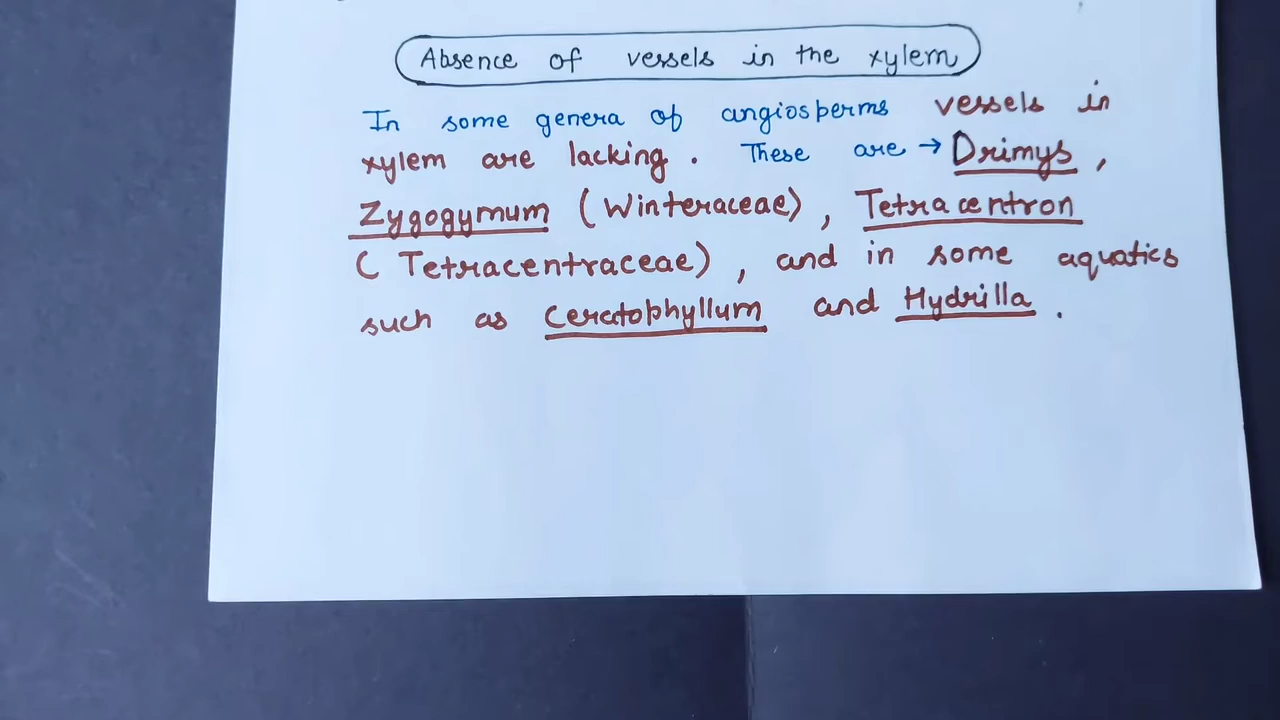 Absence of vessels in the xylem
In some genera of angiosperms vessels in
xylem are lacking. These are → Drimys,
Zygogymum (Winteraceae), Tetracentron
(Tetracentraceae), and in some aquatics
such as Ceratophyllum and Hydrilla.